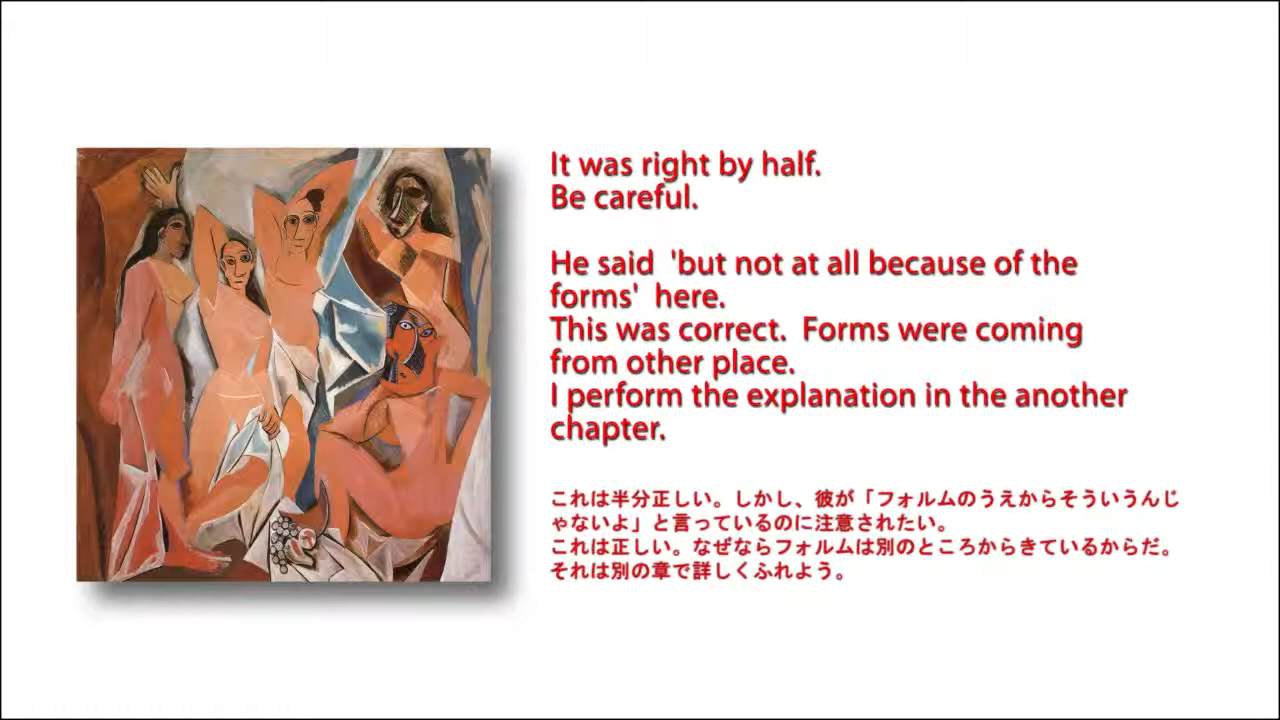 It was right by half.
Be careful.
He said 'but not at all because of the
forms' here.
This was correct. Forms were coming
from other place.
I perform the explanation in the another
chapter.
これは半分正しい。しかし、彼が「フォルムのうえからそういうんじ
ゃないよ」と言っているのに注意されたい。
これは正しい。なぜならフォルムは別のところからきているからだ。
それは別の章で詳しくふれよう。